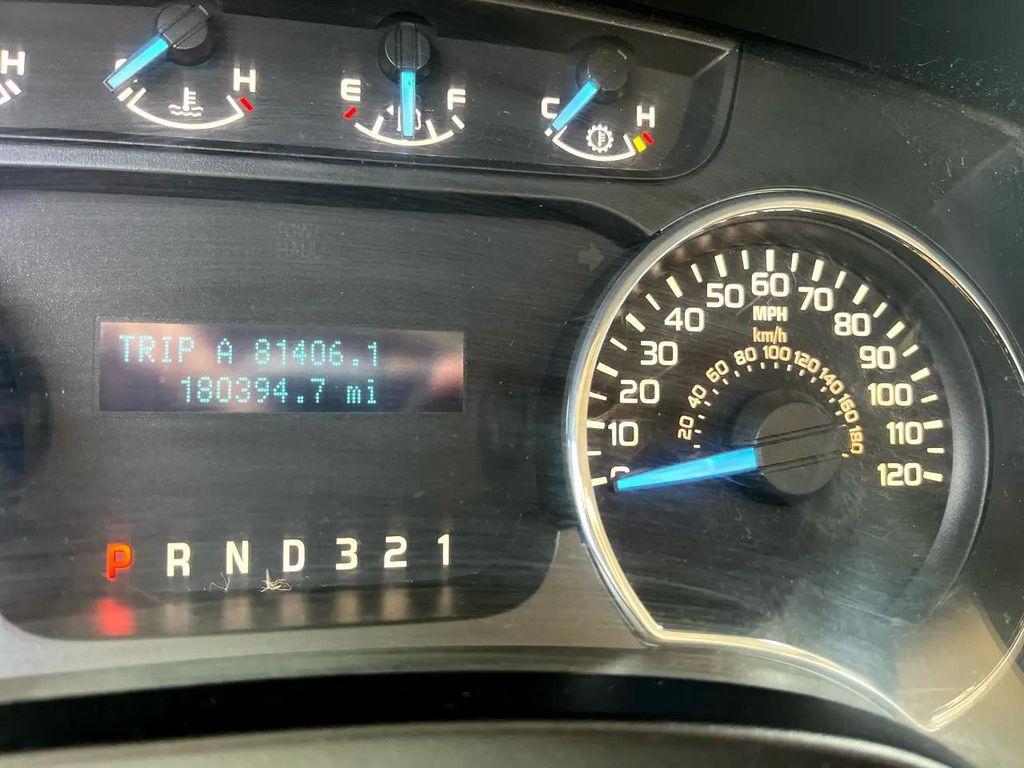 H
C H
E F
C H
TOW/
HAUL
TRIP A 81406.1
180394.7 mi
P R N D 3 2 1
0 10 20 30 40 50 60 70 80 90 100 110 120
MPH
km/h
20 40 60 80 100 120 140 160 180